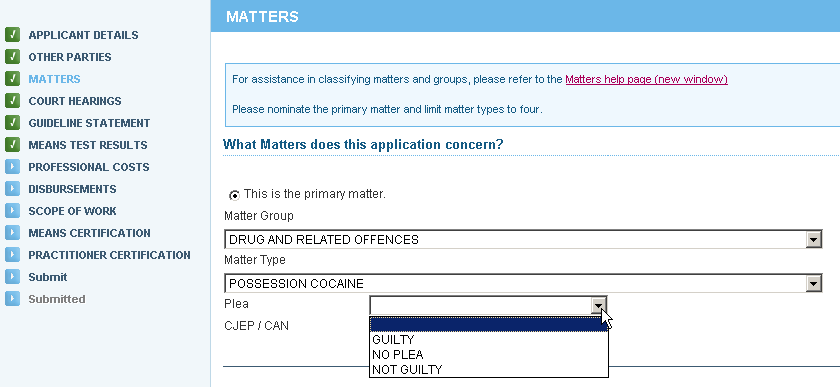 APPLICANT DETAILS
OTHER PARTIES
MATTERS
COURT HEARINGS
GUIDELINE STATEMENT
MEANS TEST RESULTS
PROFESSIONAL COSTS
DISBURSEMENTS
SCOPE OF WORK
MEANS CERTIFICATION
PRACTITIONER CERTIFICATION
Submit
Submitted
MATTERS
For assistance in classifying matters and groups, please refer to the Matters help page (new window)
Please nominate the primary matter and limit matter types to four.
What Matters does this application concern?
This is the primary matter.
Matter Group
DRUG AND RELATED OFFENCES
Matter Type
POSSESSION COCAINE
Plea
CJEP / CAN
GUILTY
NO PLEA
NOT GUILTY